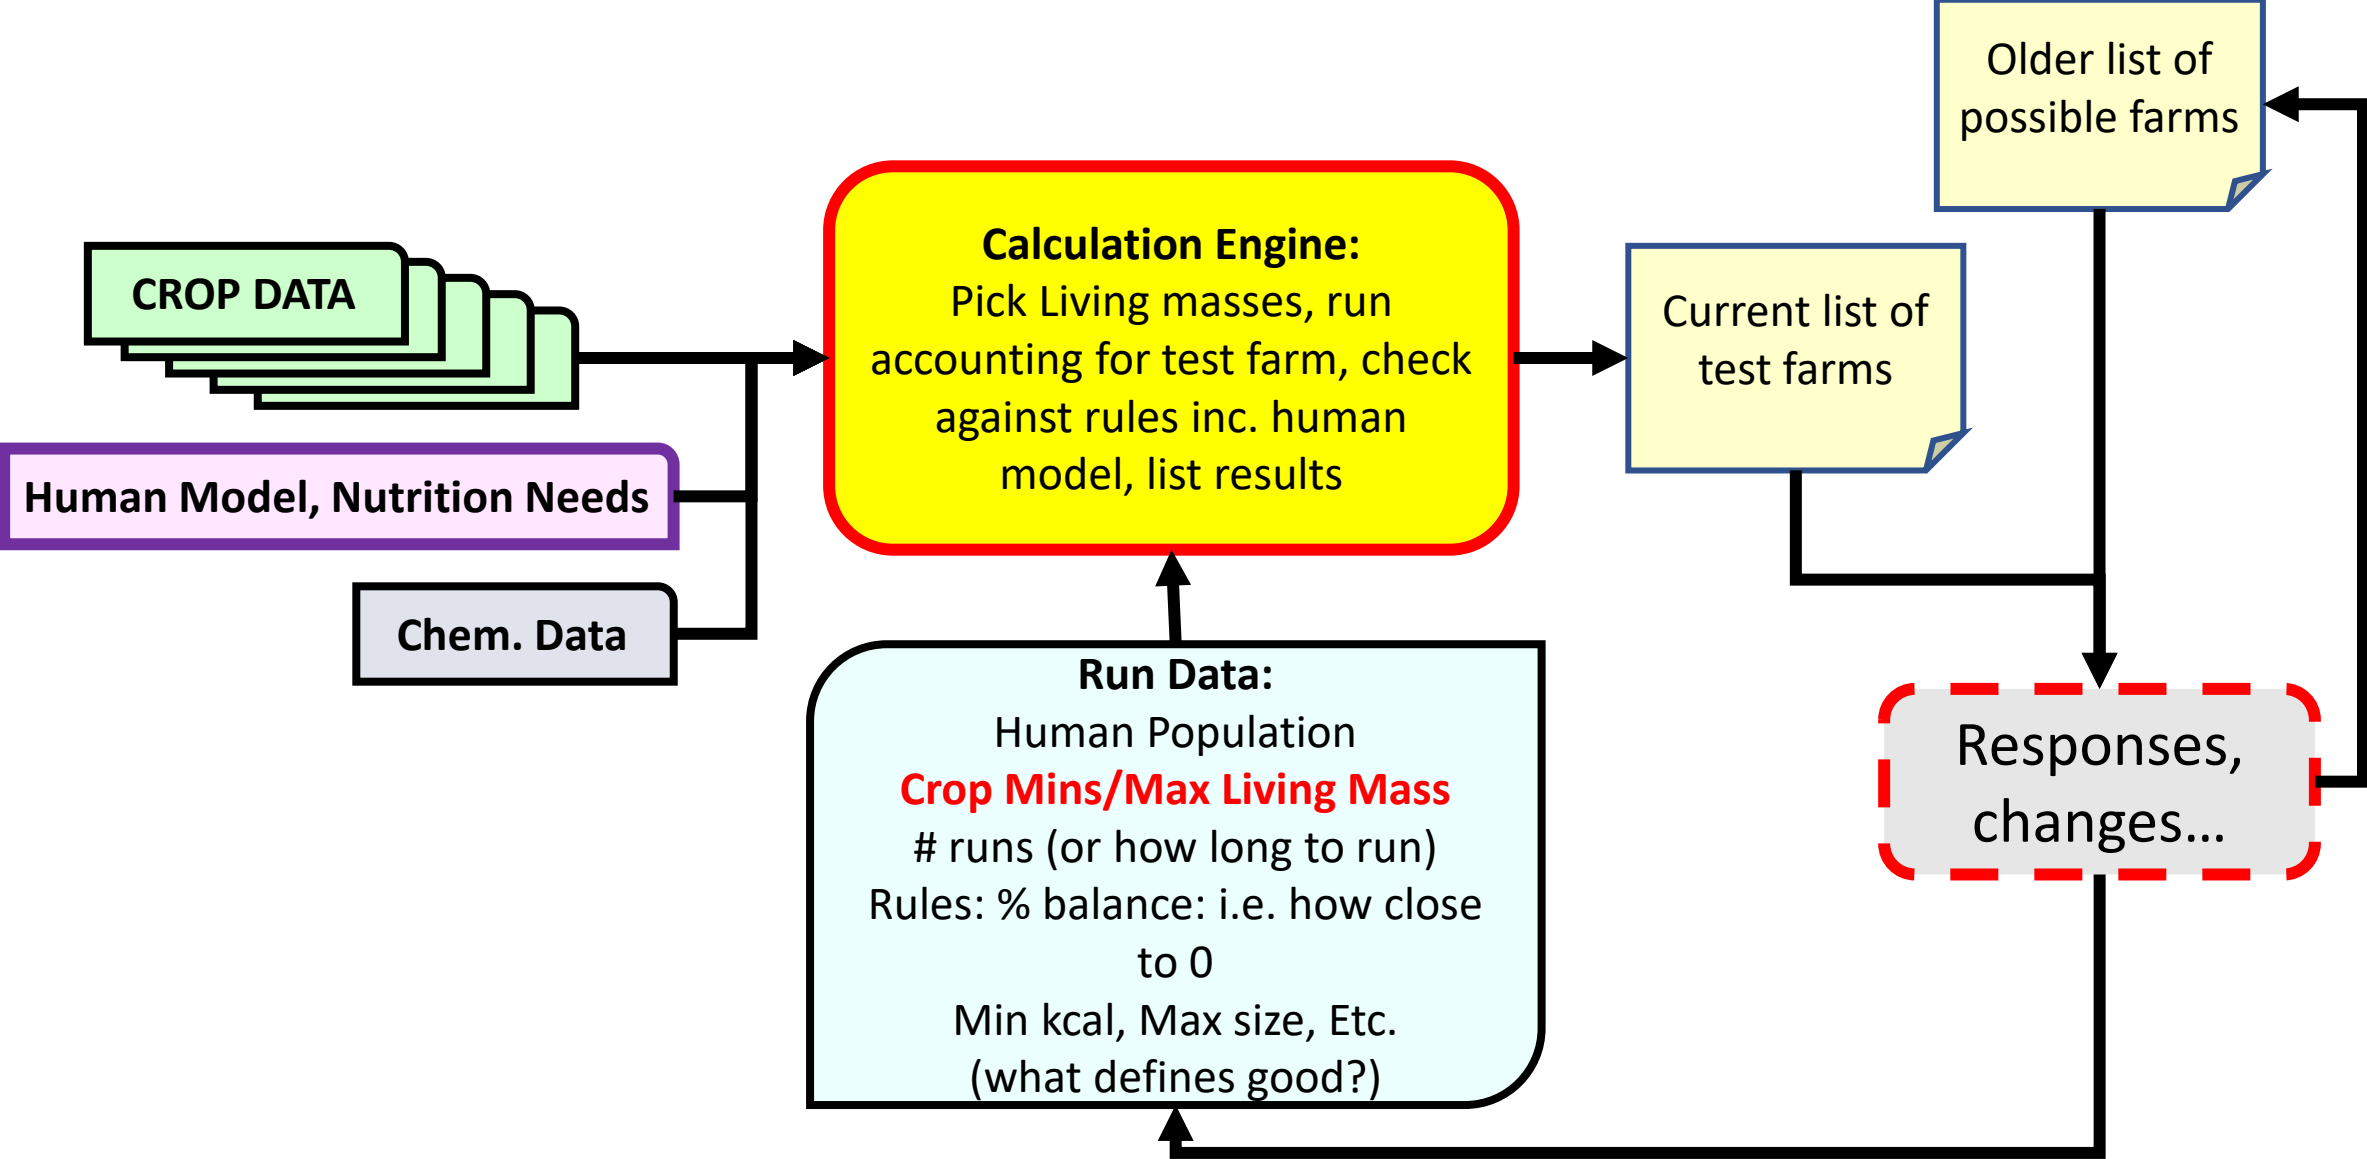 Older list of
possible farms
CROP DATA
Calculation Engine:
Pick Living masses, run
accounting for test farm, check
against rules inc. human
model, list results
Current list of
test farms
Human Model, Nutrition Needs
Chem. Data
Run Data:
Human Population
Crop Mins/Max Living Mass
# runs (or how long to run)
Rules: % balance: i.e. how close
to 0
Min kcal, Max size, Etc.
(what defines good?)
Responses,
changes...